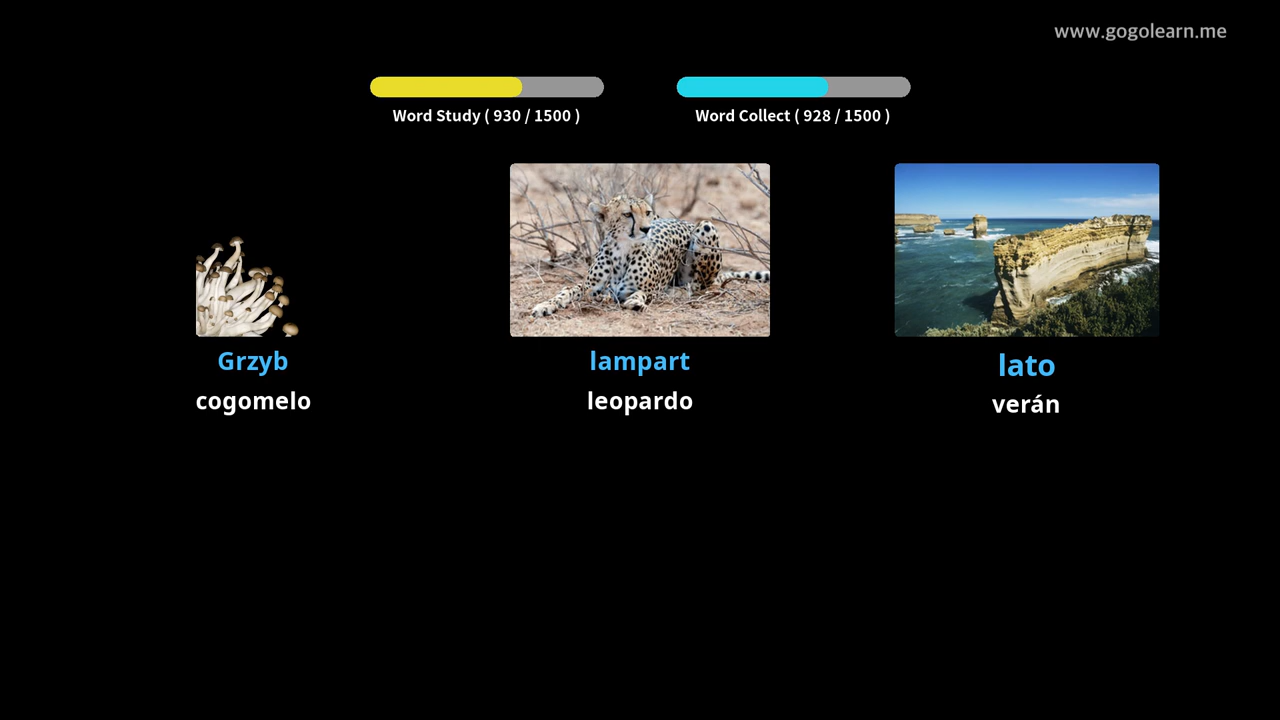 www.gogolearn.me
Word Study ( 930 / 1500 )
Word Collect ( 928 / 1500 )
Grzyb
cogomelo
lampart
leopardo
lato
verán